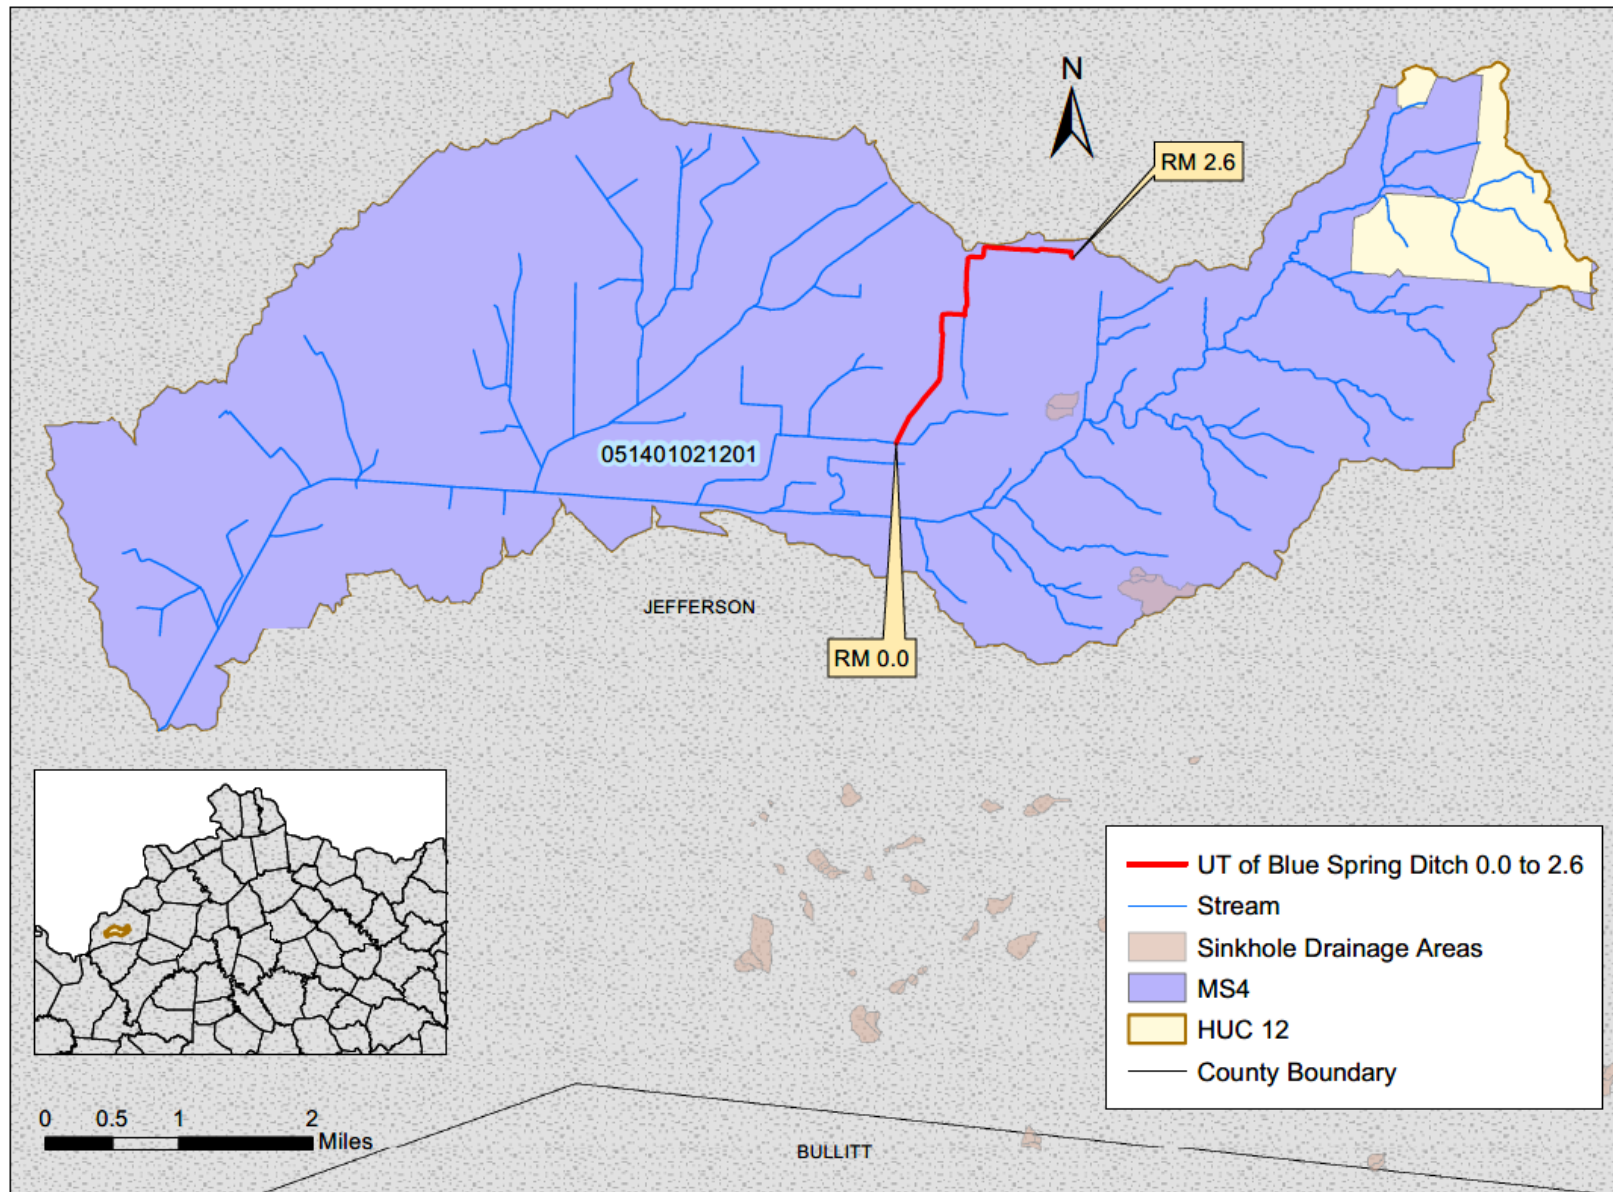 N
RM 2.6
051401021201
JEFFERSON
RM 0.0
UT of Blue Spring Ditch 0.0 to 2.6
Stream
Sinkhole Drainage Areas
MS4
HUC 12
County Boundary
0 0.5 1 2
Miles
BULLITT